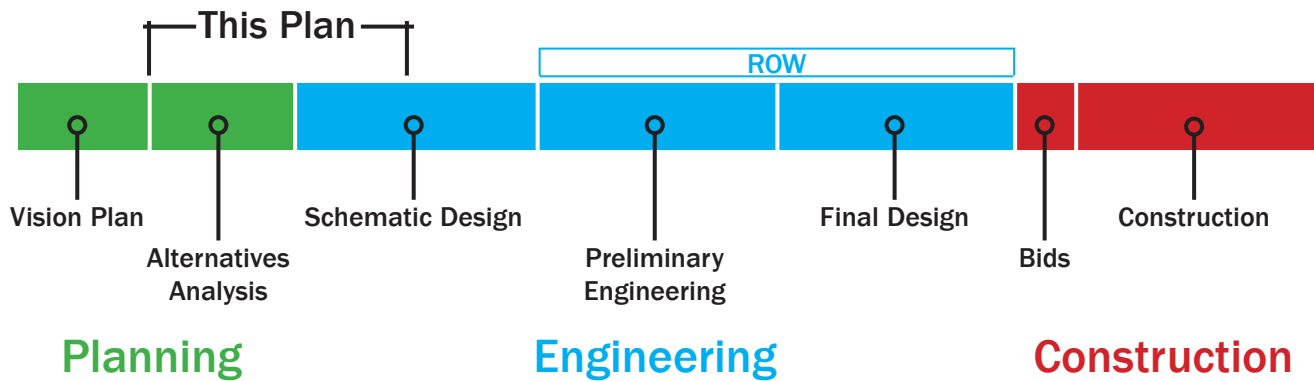 This Plan
ROW
Vision Plan
Schematic Design
Final Design
Construction
Alternatives
Analysis
Preliminary
Engineering
Bids
Planning
Engineering
Construction